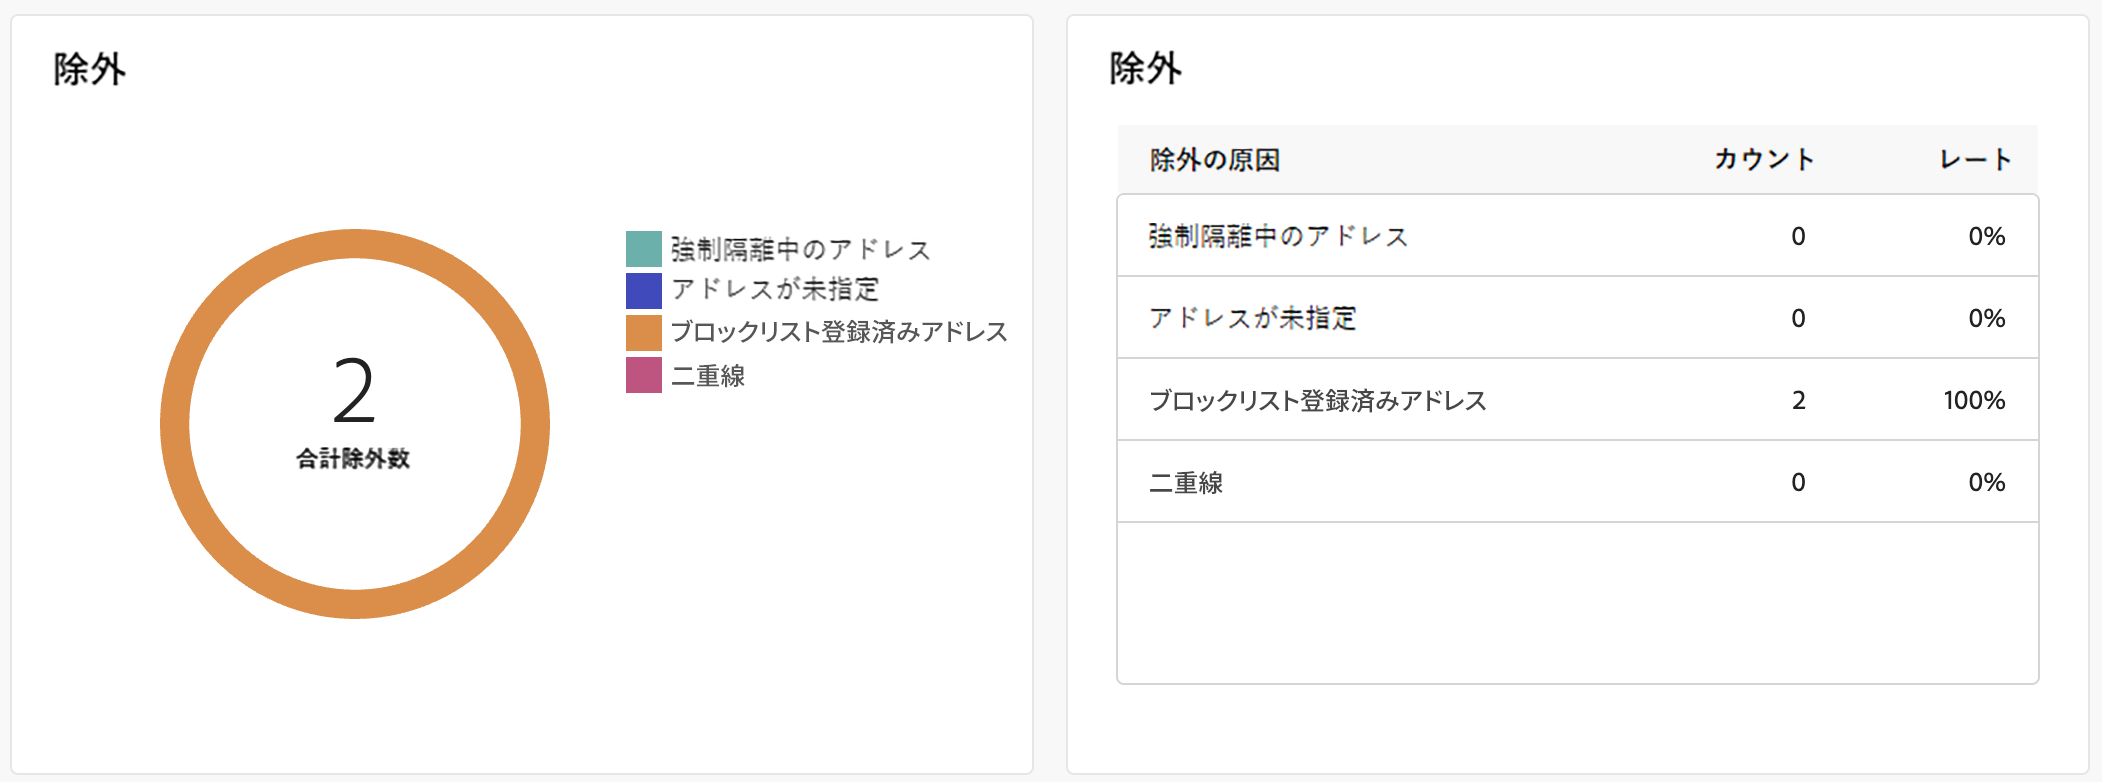 除外
強制隔離中のアドレス
アドレスが未指定
ブロックリスト登録済みアドレス
二重線
2
合計除外数
除外
除外の原因 カウント レート
強制隔離中のアドレス 0 0%
アドレスが未指定 0 0%
ブロックリスト登録済みアドレス 2 100%
二重線 0 0%